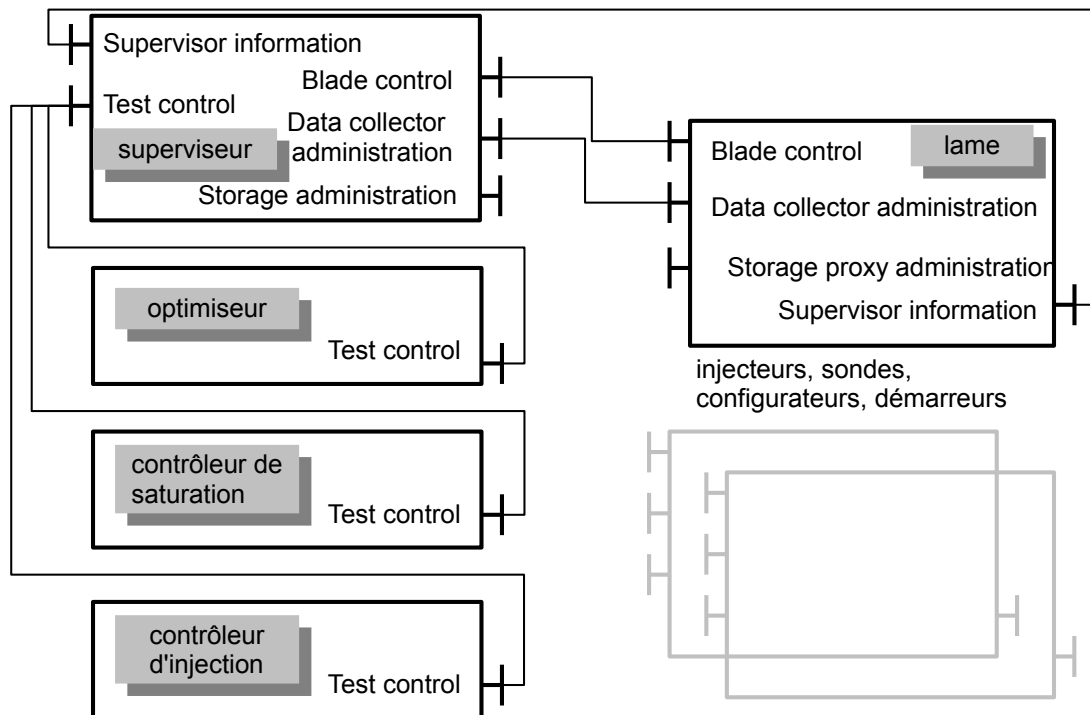 Supervisor information
Blade control
Test control
Data collector
administration
superviseur
Storage administration
Blade control
lame
Data collector administration
Storage proxy administration
Supervisor information
optimiseur
Test control
injecteurs, sondes,
configurateurs, démarreurs
contrôleur de
saturation
Test control
contrôleur
d'injection
Test control